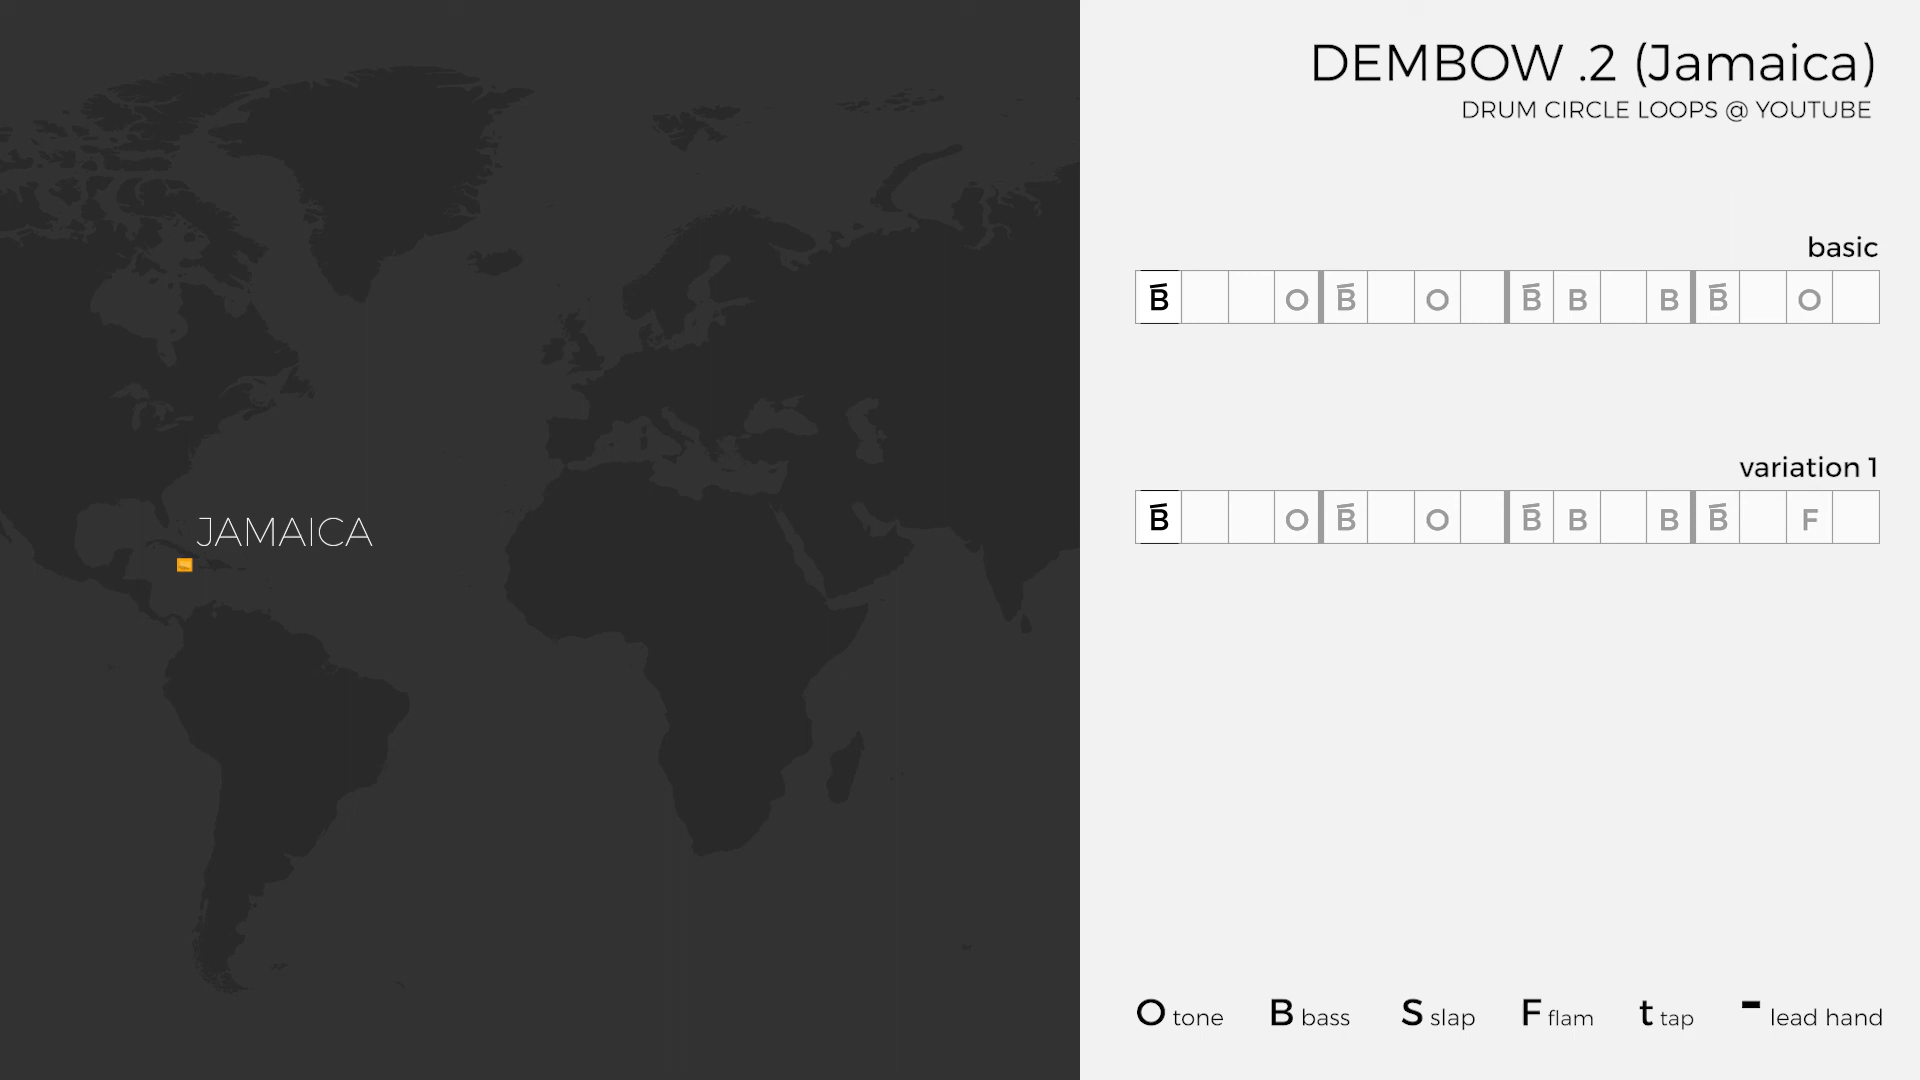 DEMBOW .2 (Jamaica)
DRUM CIRCLE LOOPS @ YOUTUBE
basic
B̄ O B̄ O B̄ B B B̄ O
variation 1
B̄ O B̄ O B̄ B B B̄ F
JAMAICA
O tone B bass S slap F flam t tap - lead hand